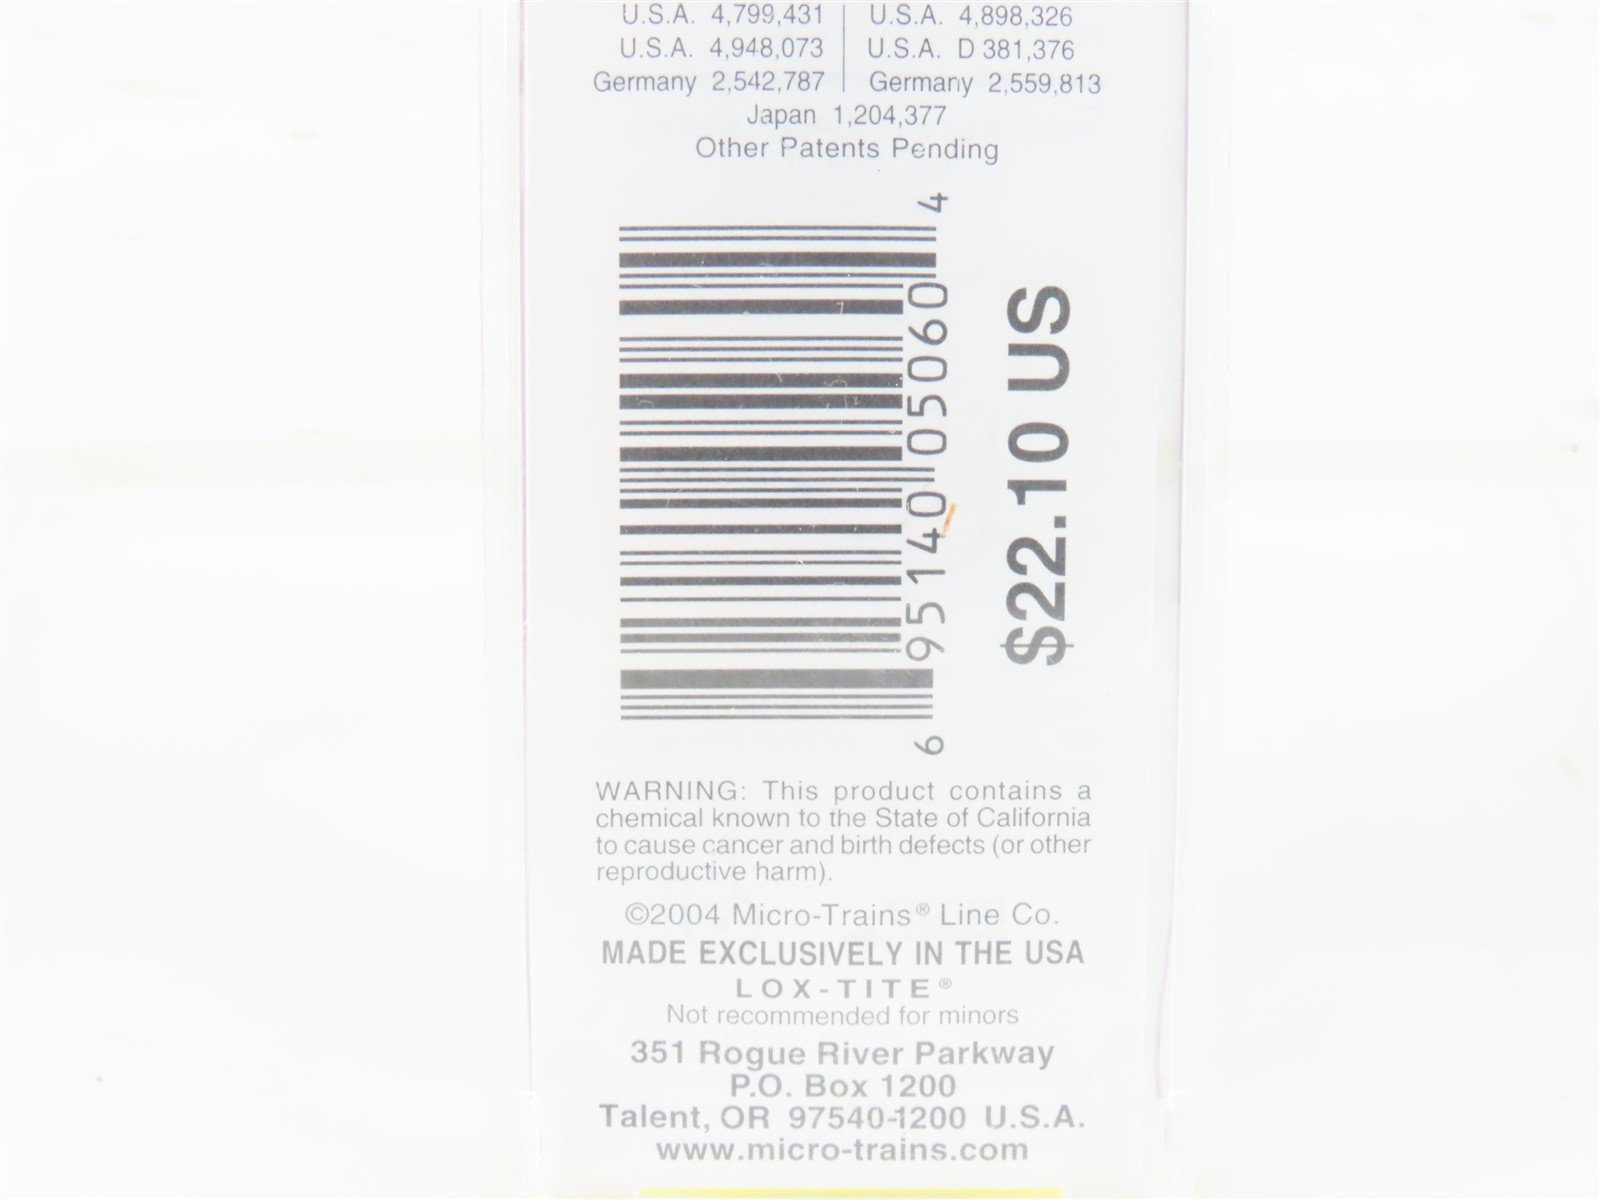 U.S.A. 4,799,431 | U.S.A. 4,898,326
U.S.A. 4,948,073 | U.S.A. D 381,376
Germany 2,542,787 | Germany 2,559,813
Japan 1,204,377
Other Patents Pending
6 95140 05060 4
$22.10 US
WARNING: This product contains a
chemical known to the State of California
to cause cancer and birth defects (or other
reproductive harm).
©2004 Micro-Trains® Line Co.
MADE EXCLUSIVELY IN THE USA
LOX-TITE®
Not recommended for minors
351 Rogue River Parkway
P.O. Box 1200
Talent, OR 97540-1200 U.S.A.
www.micro-trains.com